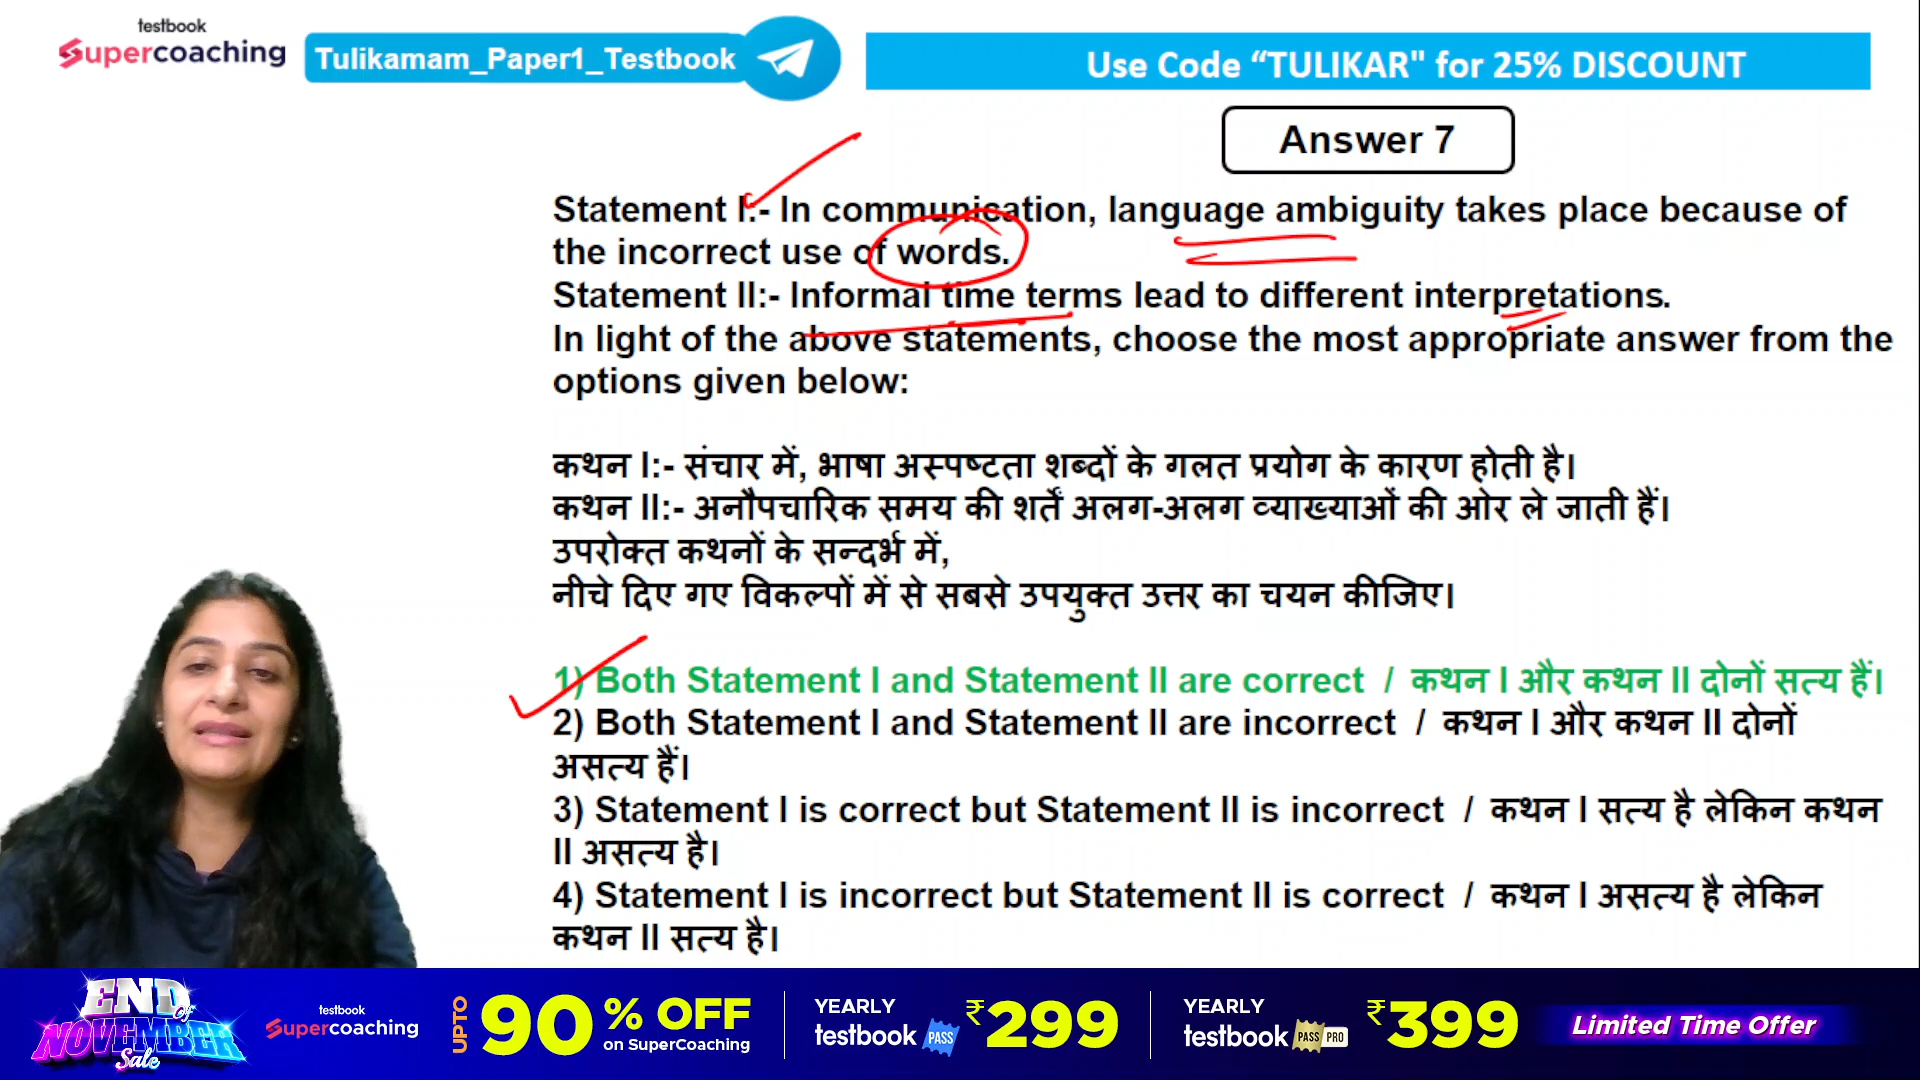 testbook
Supercoaching
Tulikamam_Paper1_Testbook
Use Code “TULIKAR" for 25% DISCOUNT
Answer 7
Statement I:- In communication, language ambiguity takes place because of
the incorrect use of words.
Statement II:- Informal time terms lead to different interpretations.
In light of the above statements, choose the most appropriate answer from the
options given below:
कथन I:- संचार में, भाषा अस्पष्टता शब्दों के गलत प्रयोग के कारण होती है।
कथन II:- अनौपचारिक समय की शर्तें अलग-अलग व्याख्याओं की ओर ले जाती हैं।
उपरोक्त कथनों के सन्दर्भ में,
नीचे दिए गए विकल्पों में से सबसे उपयुक्त उत्तर का चयन कीजिए।
1) Both Statement I and Statement II are correct / कथन I और कथन II दोनों सत्य हैं।
2) Both Statement I and Statement II are incorrect / कथन I और कथन II दोनों
असत्य हैं।
3) Statement I is correct but Statement II is incorrect / कथन I सत्य है लेकिन कथन
II असत्य है।
4) Statement I is incorrect but Statement II is correct / कथन I असत्य है लेकिन
कथन II सत्य है।
END Of
NOVEMBER
Sale
testbook
Supercoaching
UPTO
90% OFF
on SuperCoaching
YEARLY
testbook PASS
₹299
YEARLY
testbook PASS PRO
₹399
Limited Time Offer